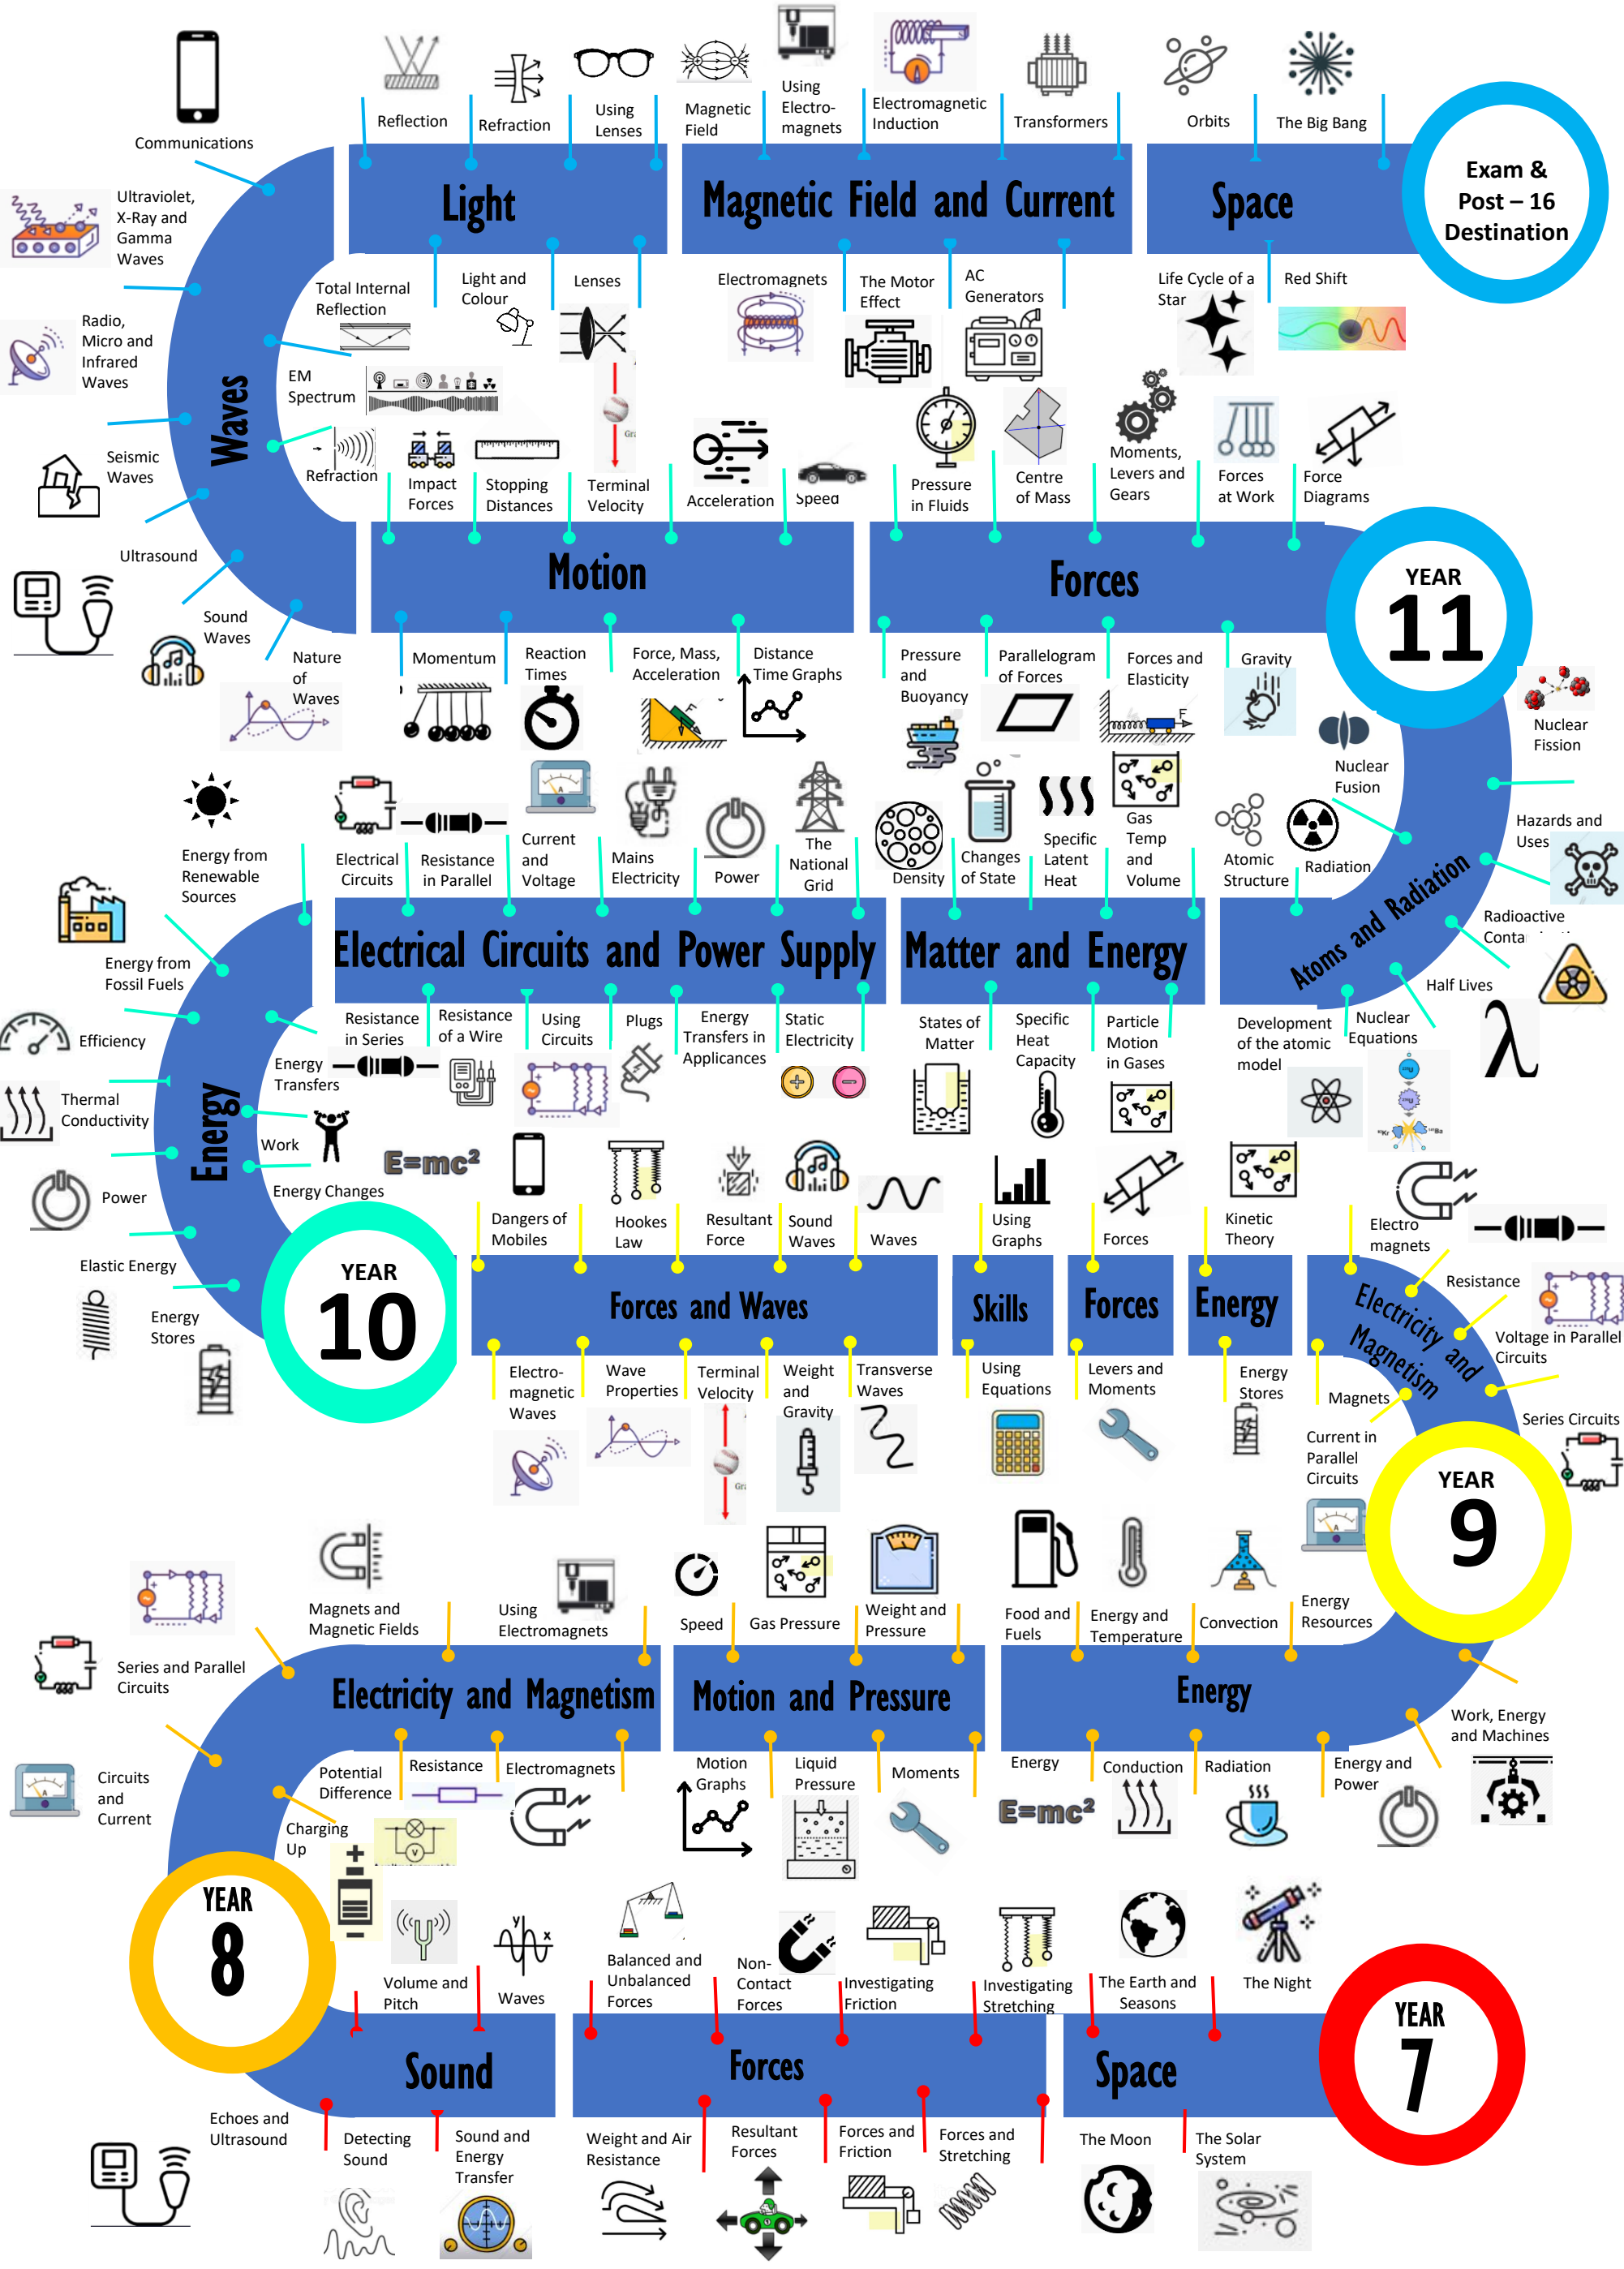 Communications
Reflection
Refraction
Using
Lenses
Magnetic
Field
Using
Electro-
magnets
Electromagnetic
Induction
Transformers
Orbits
The Big Bang
Exam &
Post – 16
Destination
Light
Magnetic Field and Current
Space
Ultraviolet,
X-Ray and
Gamma
Waves
Total Internal
Reflection
Light and
Colour
Lenses
Electromagnets
The Motor
Effect
AC
Generators
Life Cycle of a
Star
Red Shift
Radio,
Micro and
Infrared
Waves
EM
Spectrum
Waves
Seismic
Waves
Refraction
Impact
Forces
Stopping
Distances
Gra
Terminal
Velocity
Acceleration
Speed
Pressure
in Fluids
Centre
of Mass
Moments,
Levers and
Gears
Forces
at Work
Force
Diagrams
Ultrasound
Motion
Forces
YEAR
11
Sound
Waves
Nature
of
Waves
Momentum
Reaction
Times
Force, Mass,
Acceleration
F
Distance
Time Graphs
Pressure
and
Buoyancy
Parallelogram
of Forces
Forces and
Elasticity
F
Gravity
Nuclear
Fission
Nuclear
Fusion
Energy from
Renewable
Sources
Electrical
Circuits
Resistance
in Parallel
A
Current
and
Voltage
Mains
Electricity
Power
The
National
Grid
Density
Changes
of State
Specific
Latent
Heat
Gas
Temp
and
Volume
Atomic
Structure
Radiation
Hazards and
Uses
Radioactive
Energy from
Fossil Fuels
Electrical Circuits and Power Supply
Matter and Energy
Atoms and Radiation
Half Lives
λ
Efficiency
Energy
Transfers
Resistance
in Series
Resistance
of a Wire
Using
Circuits
Plugs
Energy
Transfers in
Applicances
Static
Electricity
+
−
States of
Matter
Specific
Heat
Capacity
Particle
Motion
in Gases
Development
of the atomic
model
Nuclear
Equations
Thermal
Conductivity
Energy
Work
Power
Energy Changes
E=mc²
Dangers of
Mobiles
Hookes
Law
Resultant
Force
Sound
Waves
Waves
Using
Graphs
Forces
Kinetic
Theory
Electro
magnets
Resistance
Voltage in Parallel
Circuits
Elastic Energy
Energy
Stores
YEAR
10
Forces and Waves
Skills
Forces
Energy
Electricity and
Magnetism
Electro-
magnetic
Waves
Wave
Properties
Terminal
Velocity
Gra
Weight
and
Gravity
Transverse
Waves
Using
Equations
Levers and
Moments
Energy
Stores
Magnets
Current in
Parallel
Circuits
A
Series Circuits
YEAR
9
Magnets and
Magnetic Fields
Using
Electromagnets
Speed
Gas Pressure
Weight and
Pressure
Food and
Fuels
Energy and
Temperature
Convection
Energy
Resources
Series and Parallel
Circuits
Electricity and Magnetism
Motion and Pressure
Energy
Work, Energy
and Machines
Circuits
and
Current
A
Charging
Up
Potential
Difference
V
Resistance
Electromagnets
Motion
Graphs
Liquid
Pressure
Moments
Energy
E=mc²
Conduction
Radiation
Energy and
Power
YEAR
8
Volume and
Pitch
y
x
Waves
Balanced and
Unbalanced
Forces
Non-
Contact
Forces
Investigating
Friction
Investigating
Stretching
The Earth and
Seasons
The Night
YEAR
7
Sound
Forces
Space
Echoes and
Ultrasound
Detecting
Sound
Sound and
Energy
Transfer
Weight and Air
Resistance
Resultant
Forces
Forces and
Friction
Forces and
Stretching
The Moon
The Solar
System